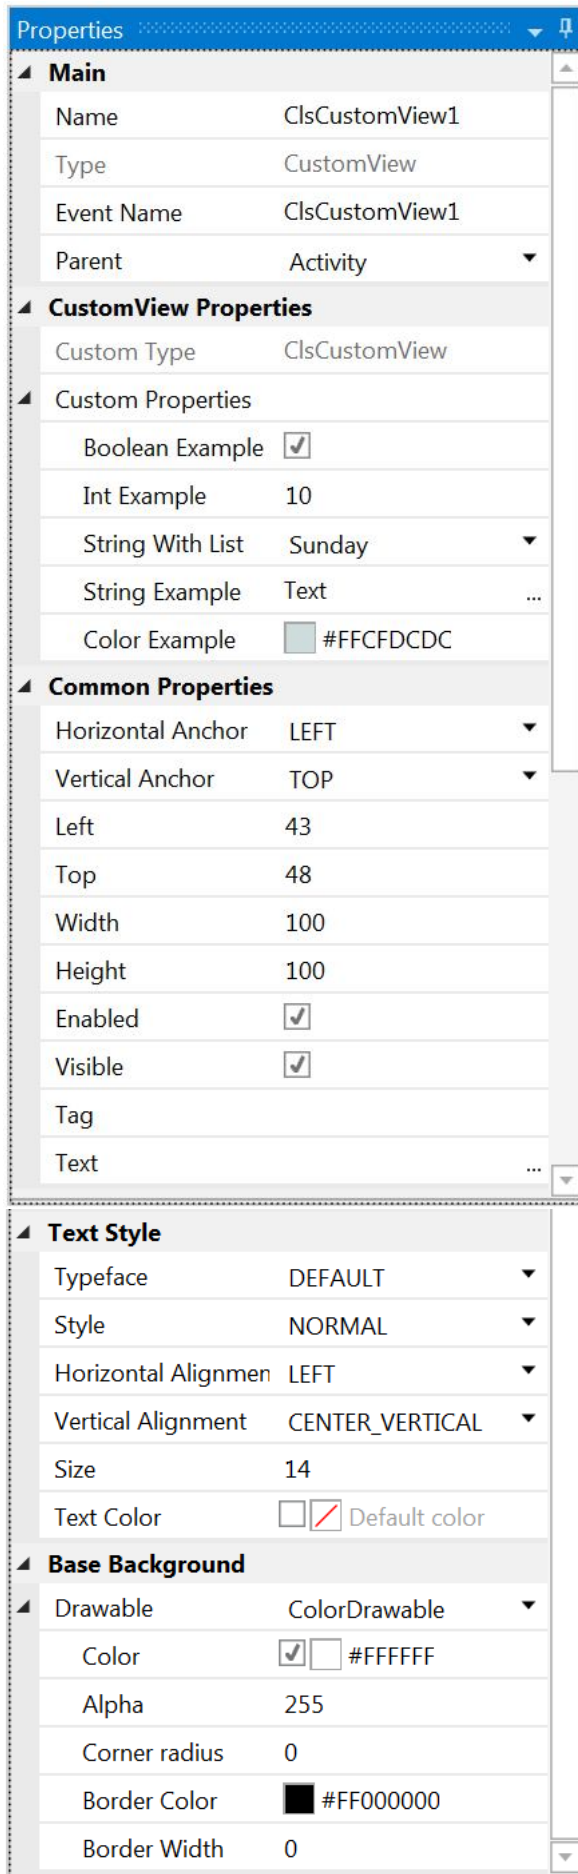 Properties
Main
Name ClsCustomView1
Type CustomView
Event Name ClsCustomView1
Parent Activity
CustomView Properties
Custom Type ClsCustomView
Custom Properties
Boolean Example
Int Example 10
String With List Sunday
String Example Text ...
Color Example #FFCFDCDC
Common Properties
Horizontal Anchor LEFT
Vertical Anchor TOP
Left 43
Top 48
Width 100
Height 100
Enabled
Visible
Tag
Text ...
Text Style
Typeface DEFAULT
Style NORMAL
Horizontal Alignmen LEFT
Vertical Alignment CENTER_VERTICAL
Size 14
Text Color Default color
Base Background
Drawable ColorDrawable
Color #FFFFFF
Alpha 255
Corner radius 0
Border Color #FF000000
Border Width 0